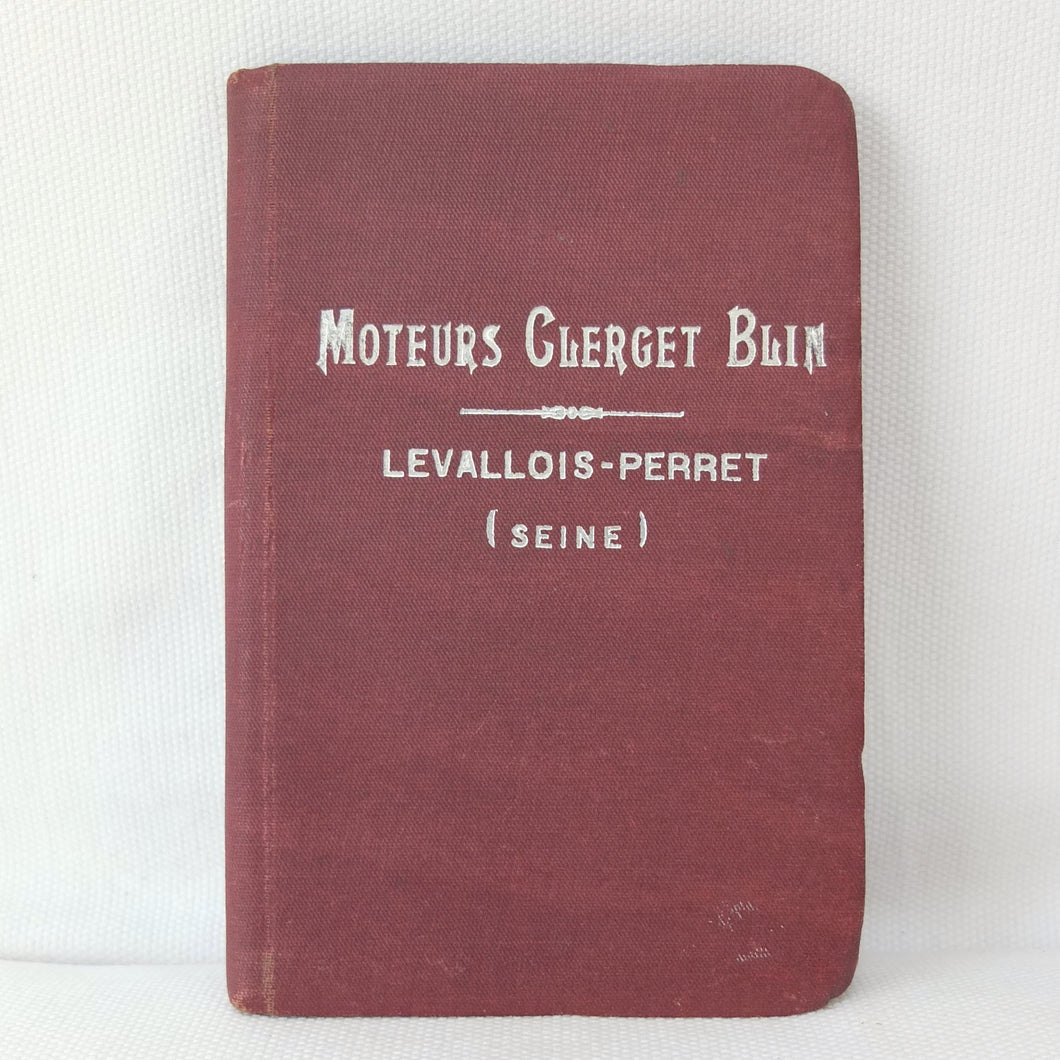 MOTEURS CLERGET BLIN
LEVALLOIS-PERRET
(SEINE)